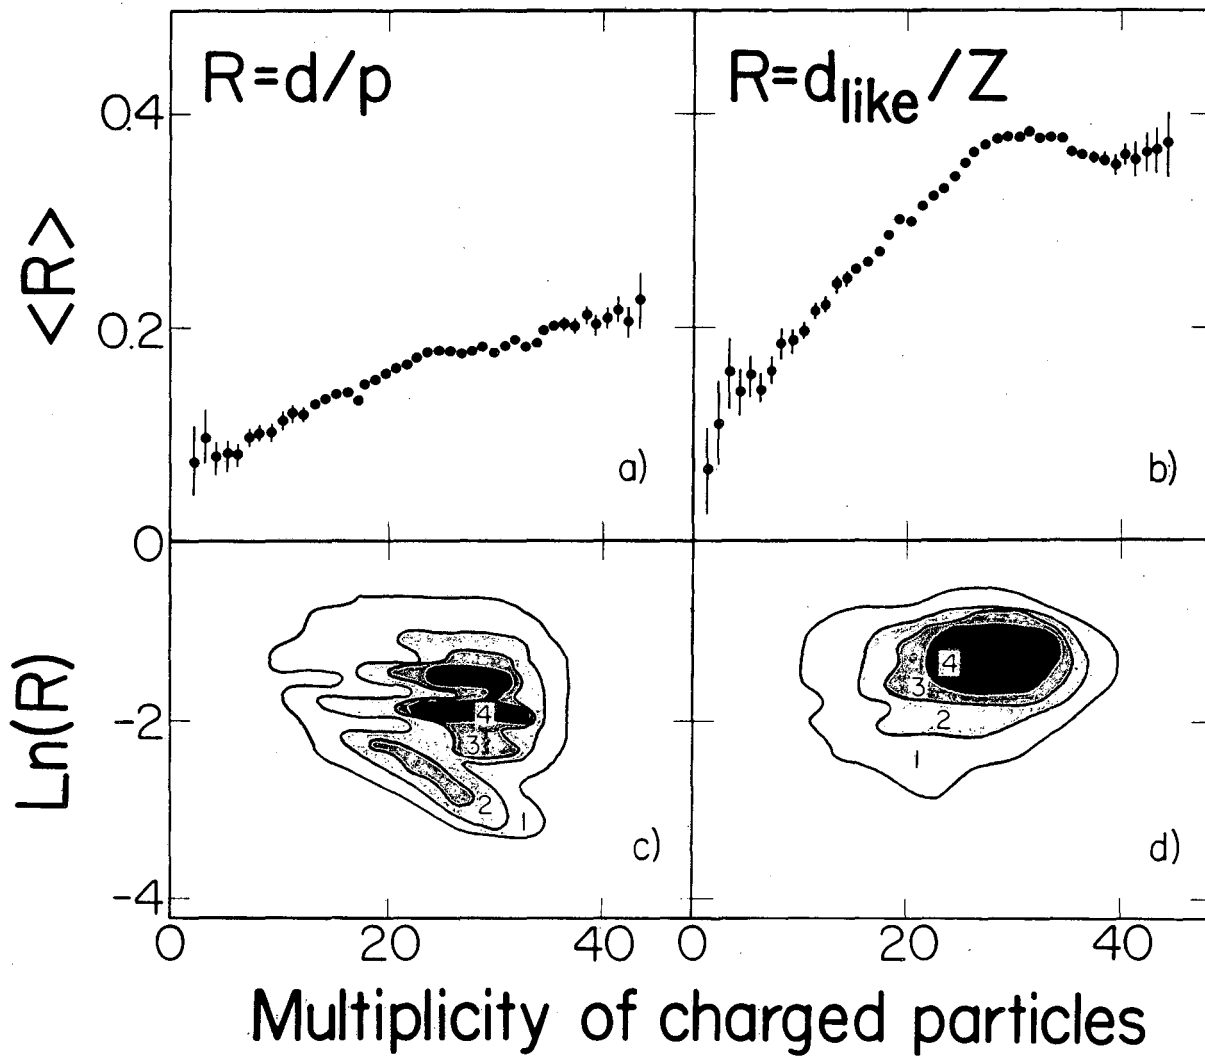 R=d/p
R=d_like/Z
0.4
0.2
0
<R>
a)
b)
Ln(R)
-2
-4
4
3
2
1
c)
4
3
2
1
d)
0 20 40 0 20 40
Multiplicity of charged particles